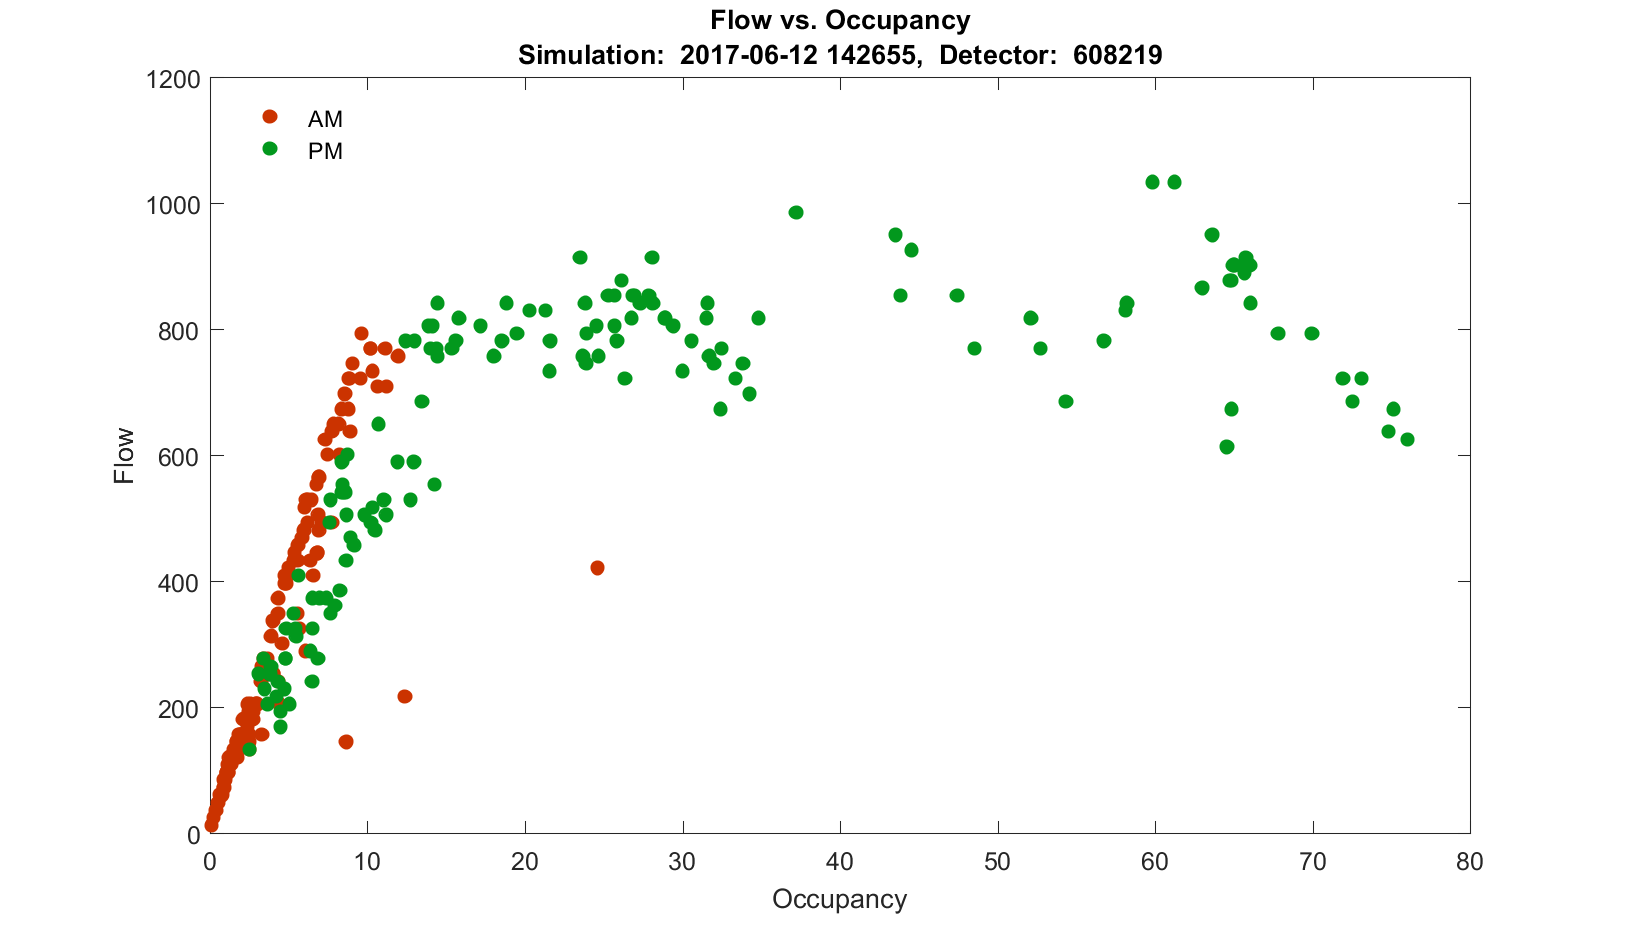 Flow vs. Occupancy
Simulation:  2017-06-12 142655,  Detector:  608219
1200
1000
800
600
400
200
0
AM
PM
Flow
0 10 20 30 40 50 60 70 80
Occupancy